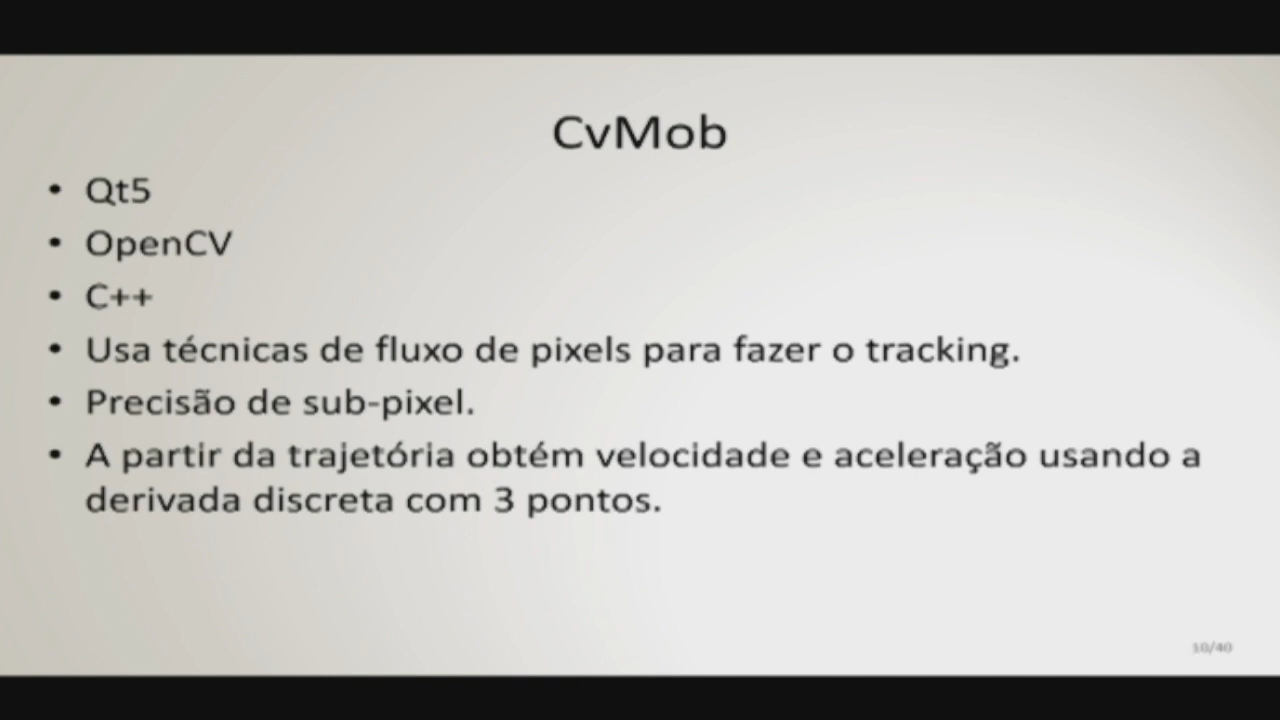 CvMob
• Qt5
• OpenCV
• C++
• Usa técnicas de fluxo de pixels para fazer o tracking.
• Precisão de sub-pixel.
• A partir da trajetória obtém velocidade e aceleração usando a
derivada discreta com 3 pontos.
10/40